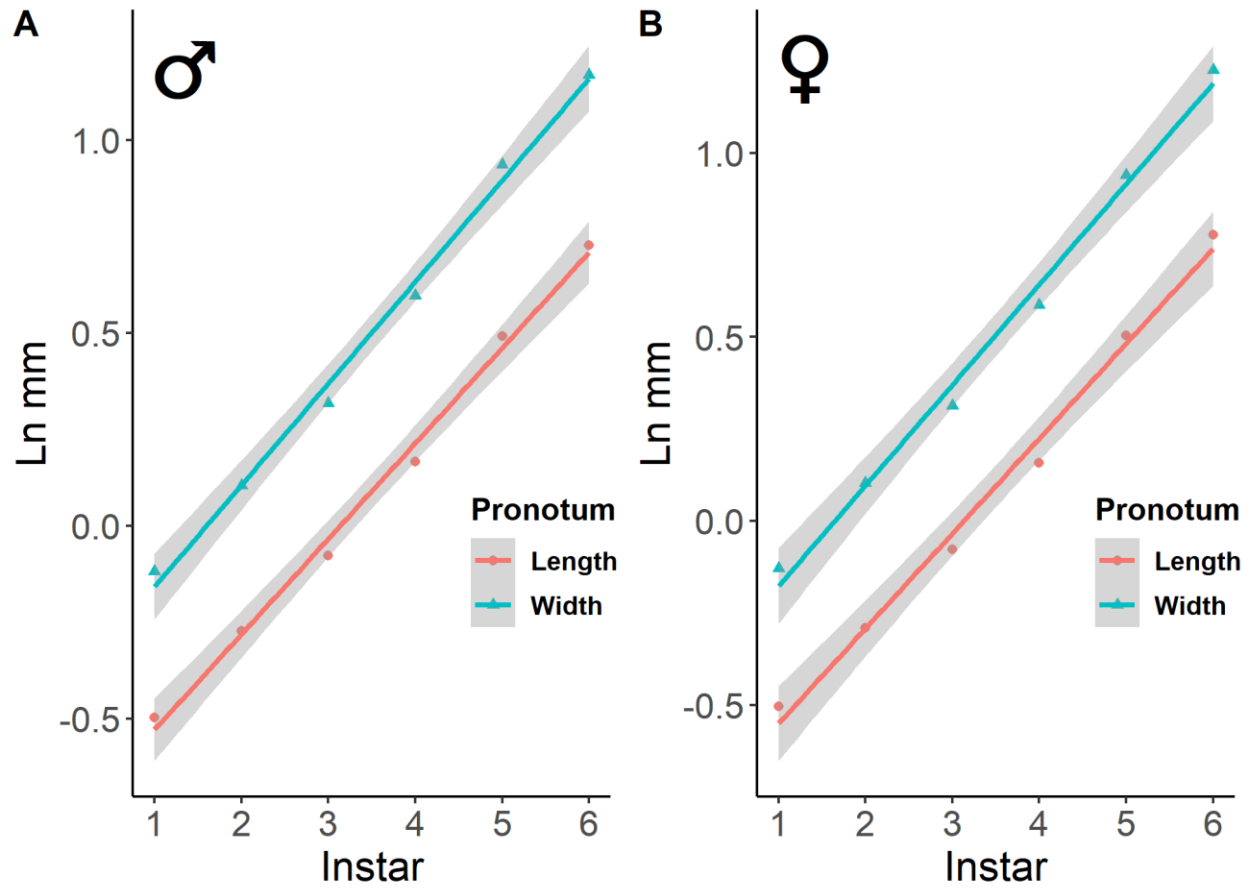 A
♂
Ln mm
1.0
0.5
0.0
-0.5
1 2 3 4 5 6
Instar
Pronotum
Length
Width
B
♀
Ln mm
1.0
0.5
0.0
-0.5
1 2 3 4 5 6
Instar
Pronotum
Length
Width